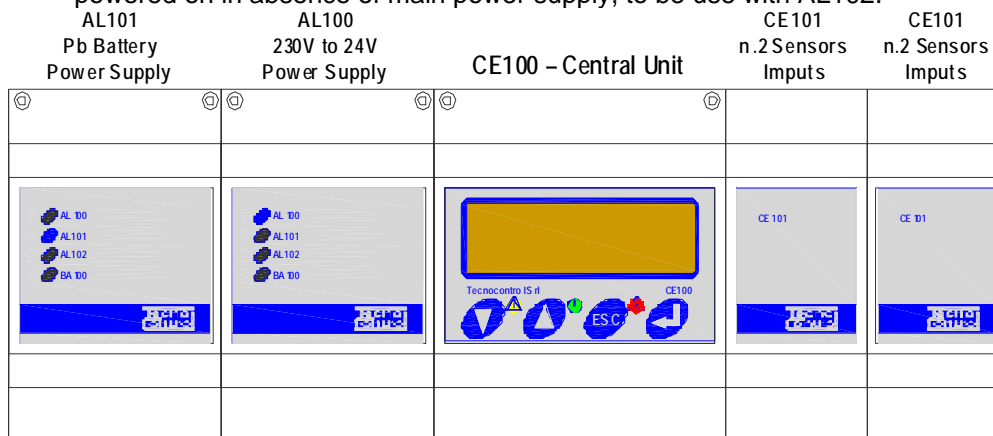 powered on in absence of main power supply, to be use with AL102.
AL101
Pb Battery
Power Supply
AL100
230V to 24V
Power Supply
CE100 – Central Unit
CE101
n.2 Sensors
Imputs
CE101
n.2 Sensors
Imputs
AL 100
AL101
AL102
BA 100
AL 100
AL101
AL102
BA 100
Tecnocontro lS rl
CE100
ESC
CE 101
CE 101